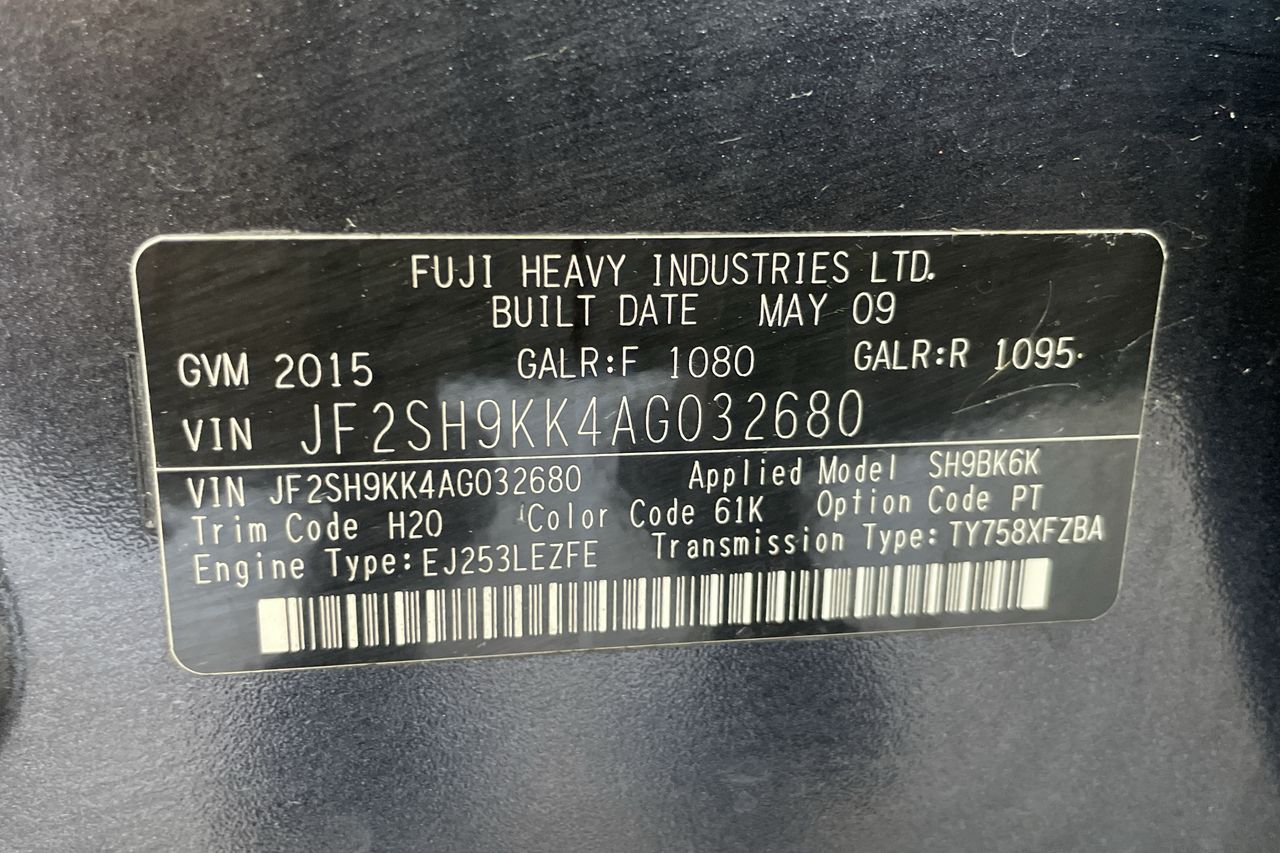 FUJI HEAVY INDUSTRIES LTD.
BUILT DATE MAY 09
GVM 2015 GALR:F 1080 GALR:R 1095
VIN JF2SH9KK4AG032680
VIN JF2SH9KK4AG032680 Applied Model SH9BK6K
Trim Code H20 Color Code 61K Option Code PT
Engine Type:EJ253LEZFE Transmission Type:TY758XFZBA